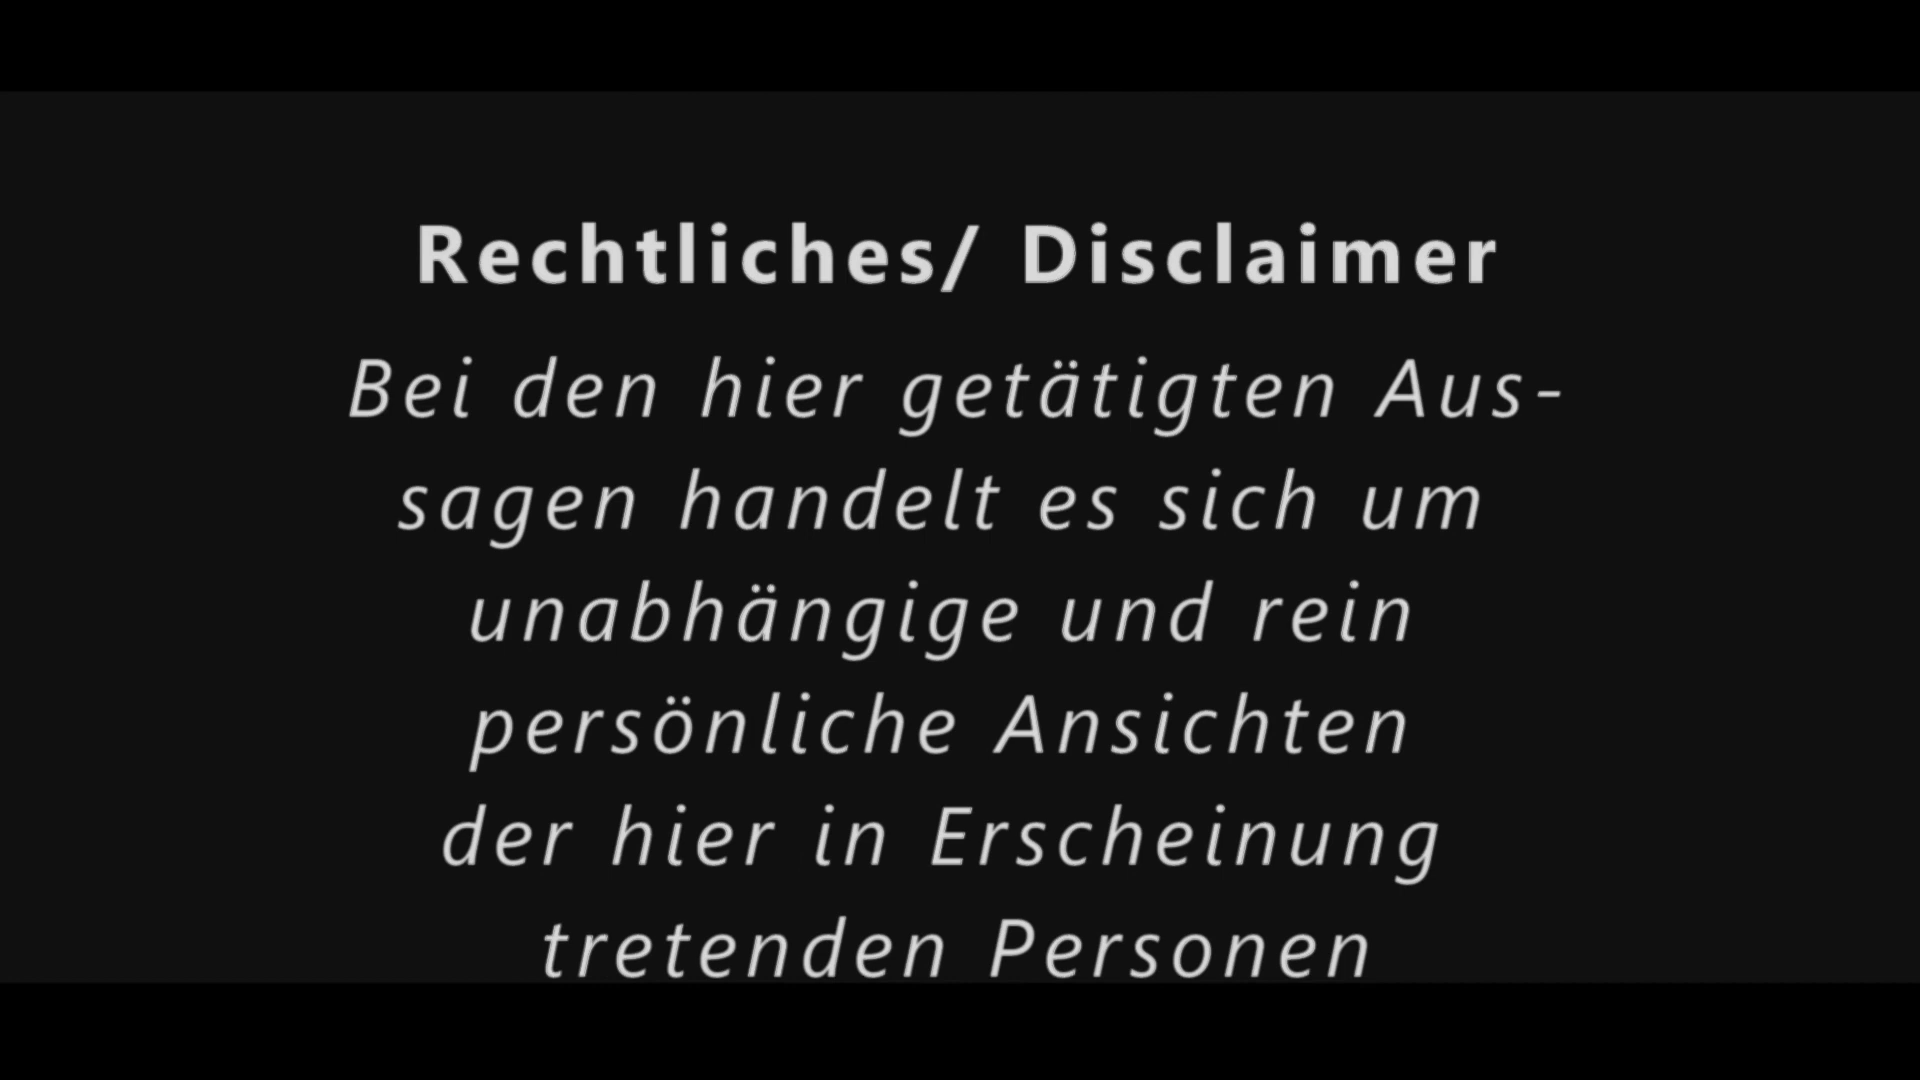 Rechtliches/ Disclaimer
Bei den hier getätigten Aus-
sagen handelt es sich um
unabhängige und rein
persönliche Ansichten
der hier in Erscheinung
tretenden Personen